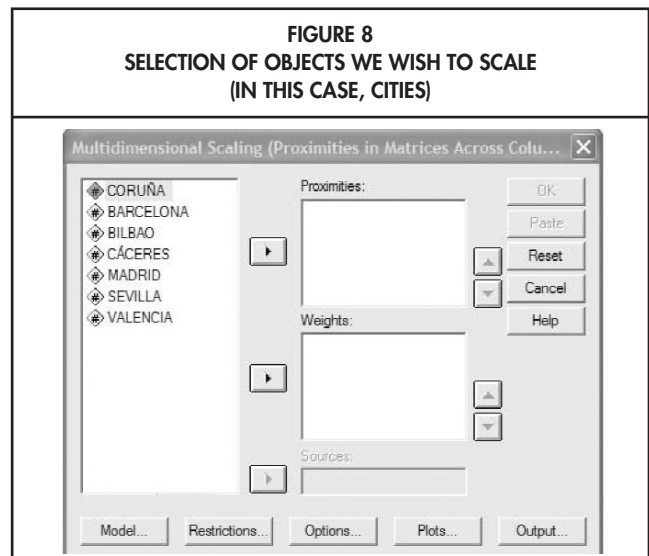 FIGURE 8
SELECTION OF OBJECTS WE WISH TO SCALE
(IN THIS CASE, CITIES)
Multidimensional Scaling (Proximities in Matrices Across Colu...
CORUÑA
BARCELONA
BILBAO
CÁCERES
MADRID
SEVILLA
VALENCIA
Proximities:
Weights:
Sources:
OK
Paste
Reset
Cancel
Help
Model...
Restrictions...
Options...
Plots...
Output...